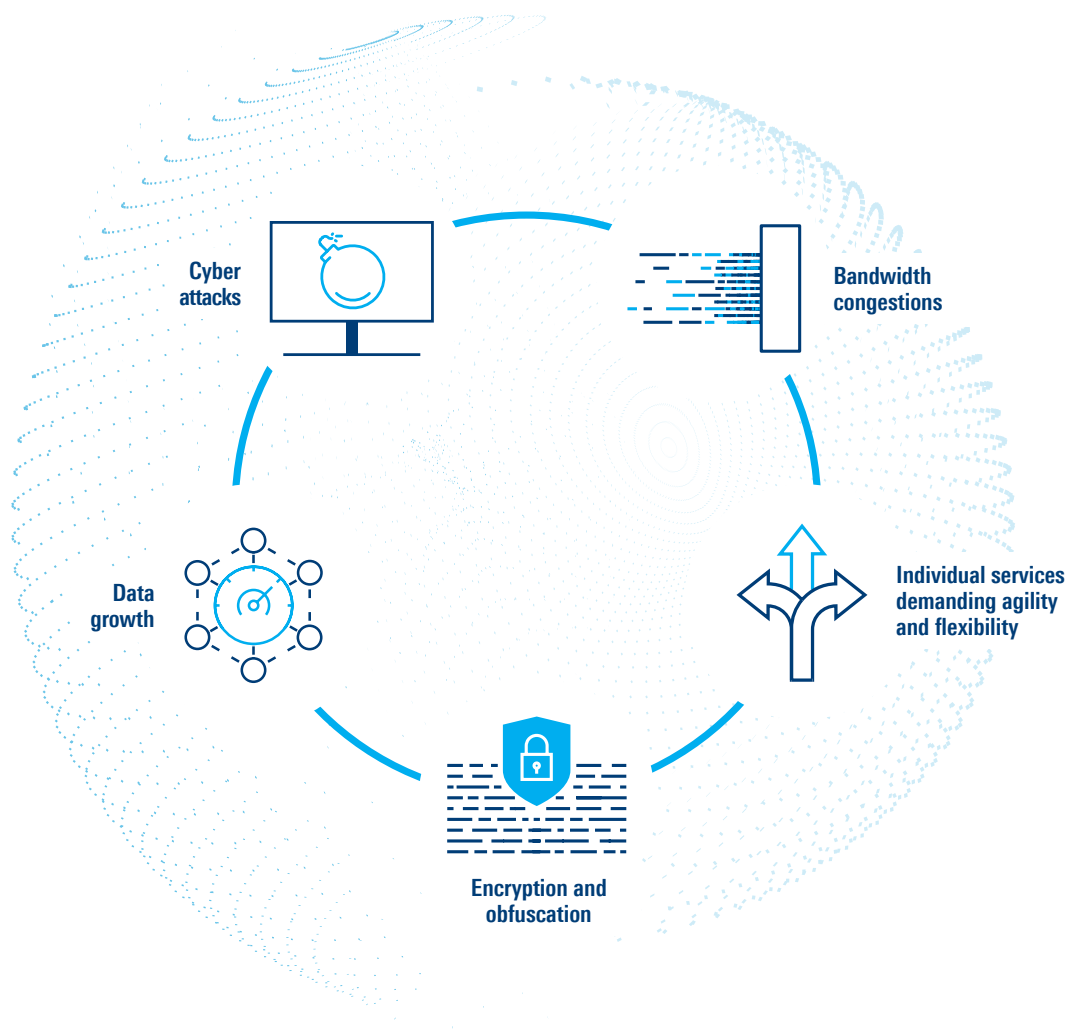 Cyber
attacks
Bandwidth
congestions
Data
growth
Individual services
demanding agility
and flexibility
Encryption and
obfuscation